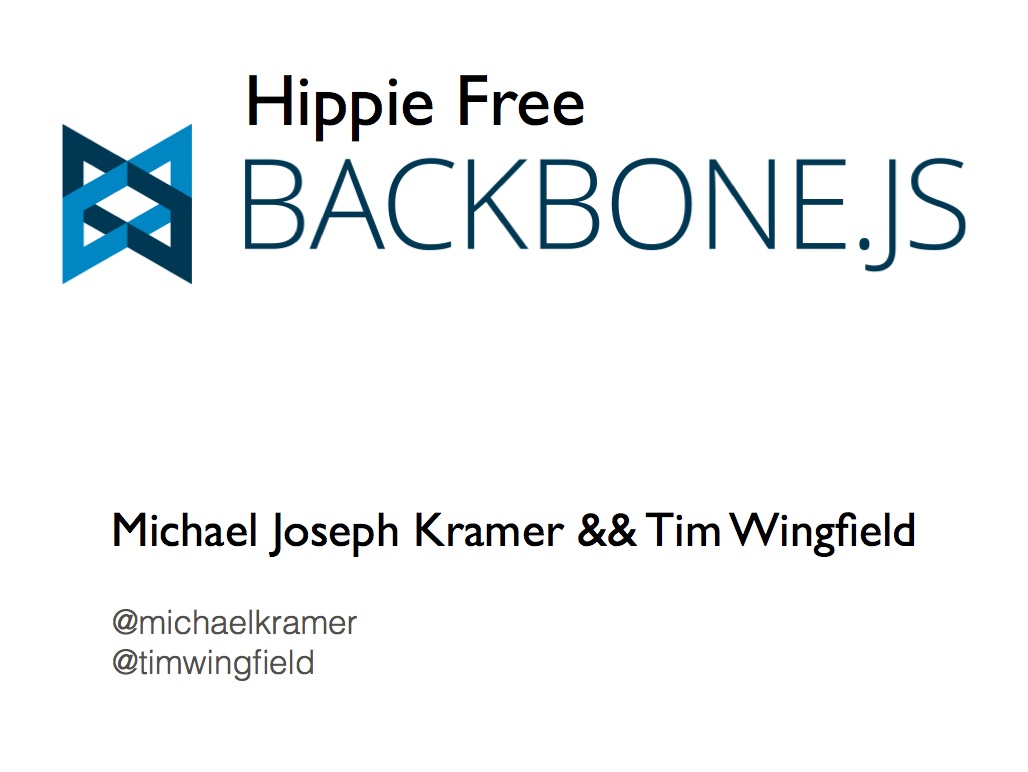 Hippie Free
BACKBONE.JS
Michael Joseph Kramer && Tim Wingfield
@michaelkramer
@timwingfield